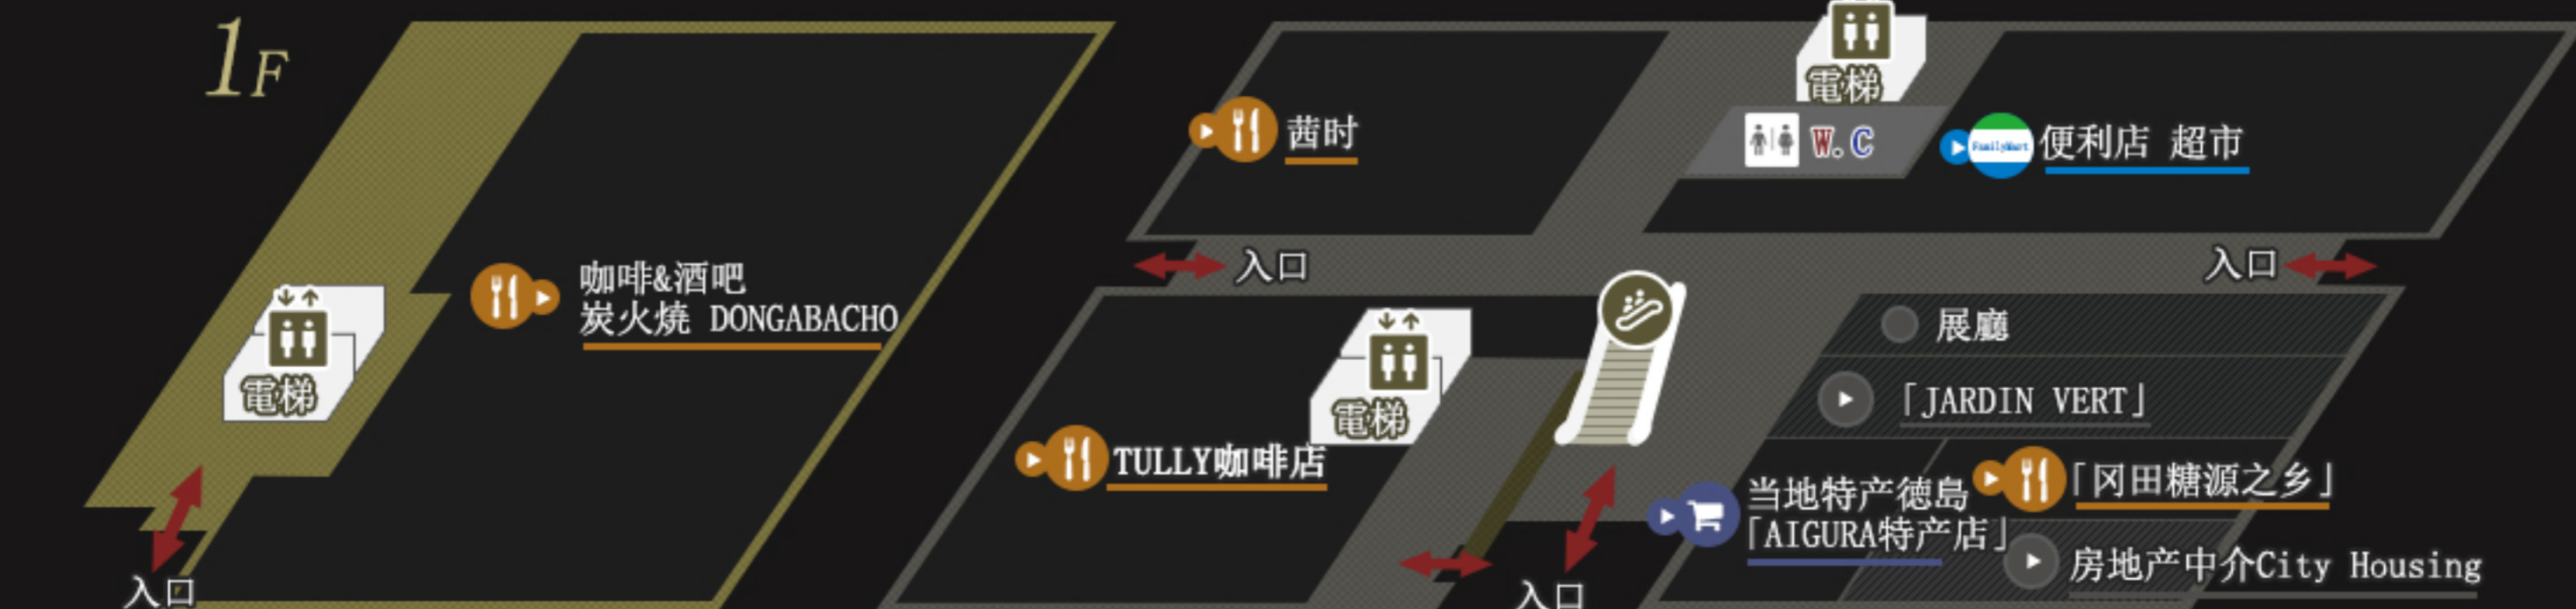 1F
電梯
茜时
W.C
FamilyMart
便利店 超市
入口
入口
咖啡&酒吧
炭火燒 DONGABACHO
電梯
電梯
展廳
「JARDIN VERT」
TULLY咖啡店
当地特产徳島
「AIGURA特产店」
「冈田糖源之乡」
房地产中介City Housing
入口
入口